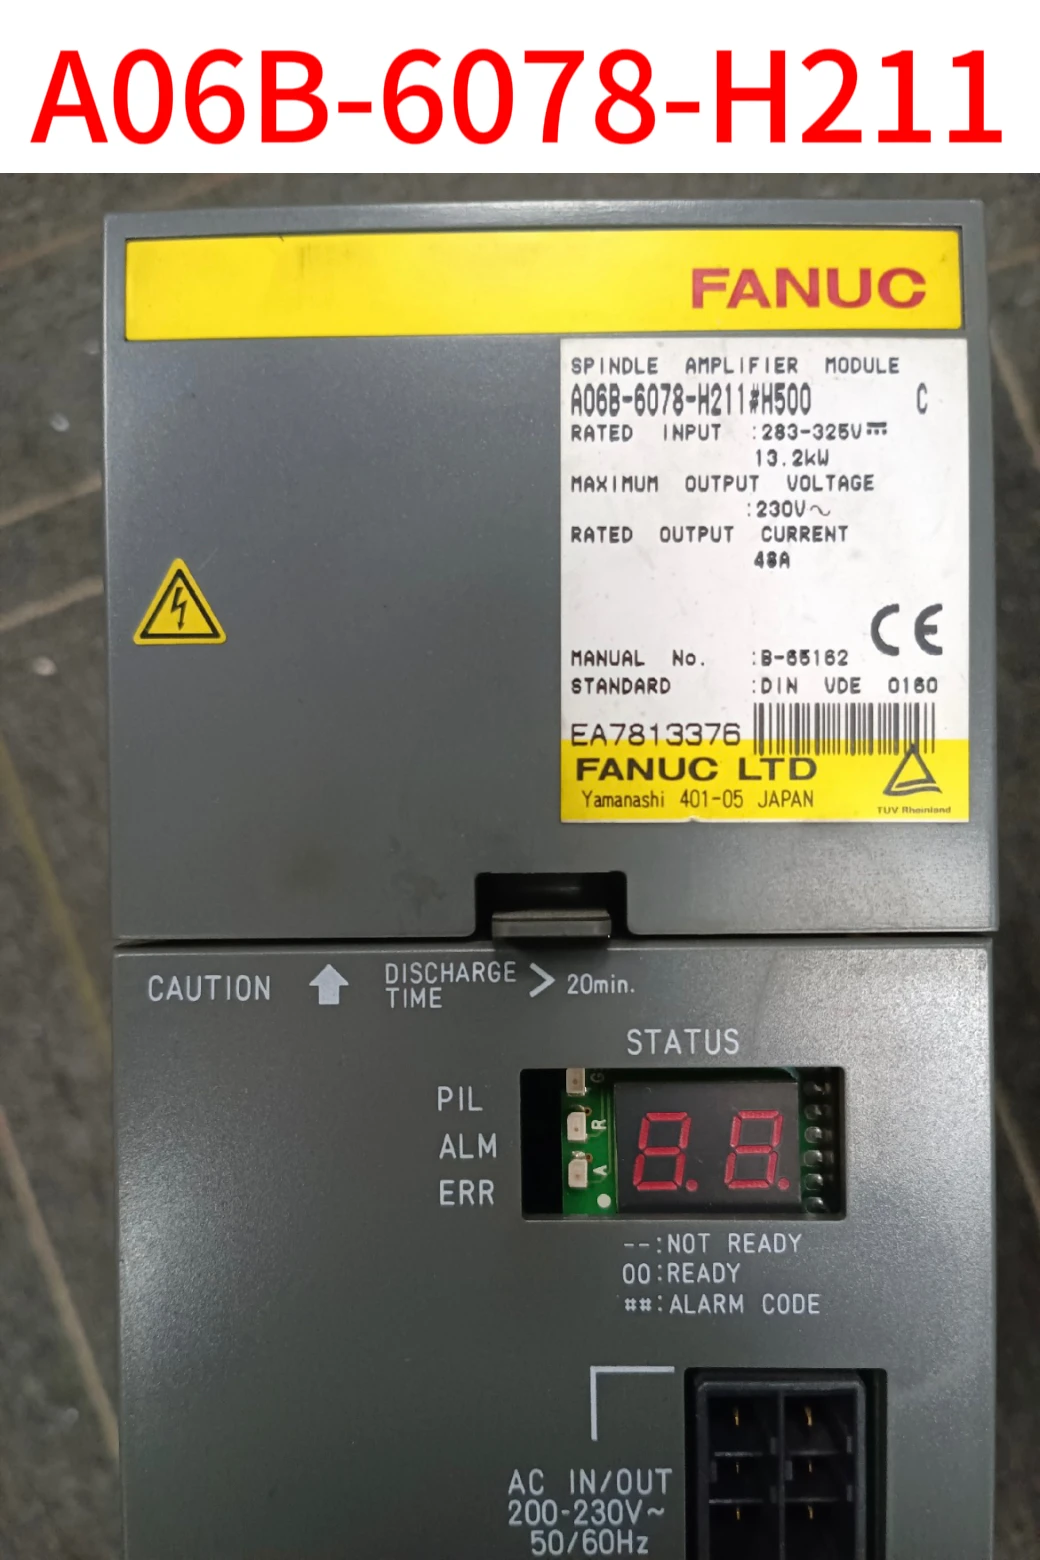 A06B-6078-H211
FANUC
SPINDLE AMPLIFIER MODULE
A06B-6078-H211#H500 C
RATED INPUT :283-325V⎓
13.2kW
MAXIMUM OUTPUT VOLTAGE
:230V~
RATED OUTPUT CURRENT
48A
CE
MANUAL No. :B-65162
STANDARD :DIN VDE 0160
EA7813376
FANUC LTD
Yamanashi 401-05 JAPAN
TUV Rheinland
CAUTION DISCHARGE TIME > 20min.
STATUS
PIL
ALM
ERR
G
R
A
8.8.
--:NOT READY
00:READY
##:ALARM CODE
AC IN/OUT
200-230V~
50/60Hz